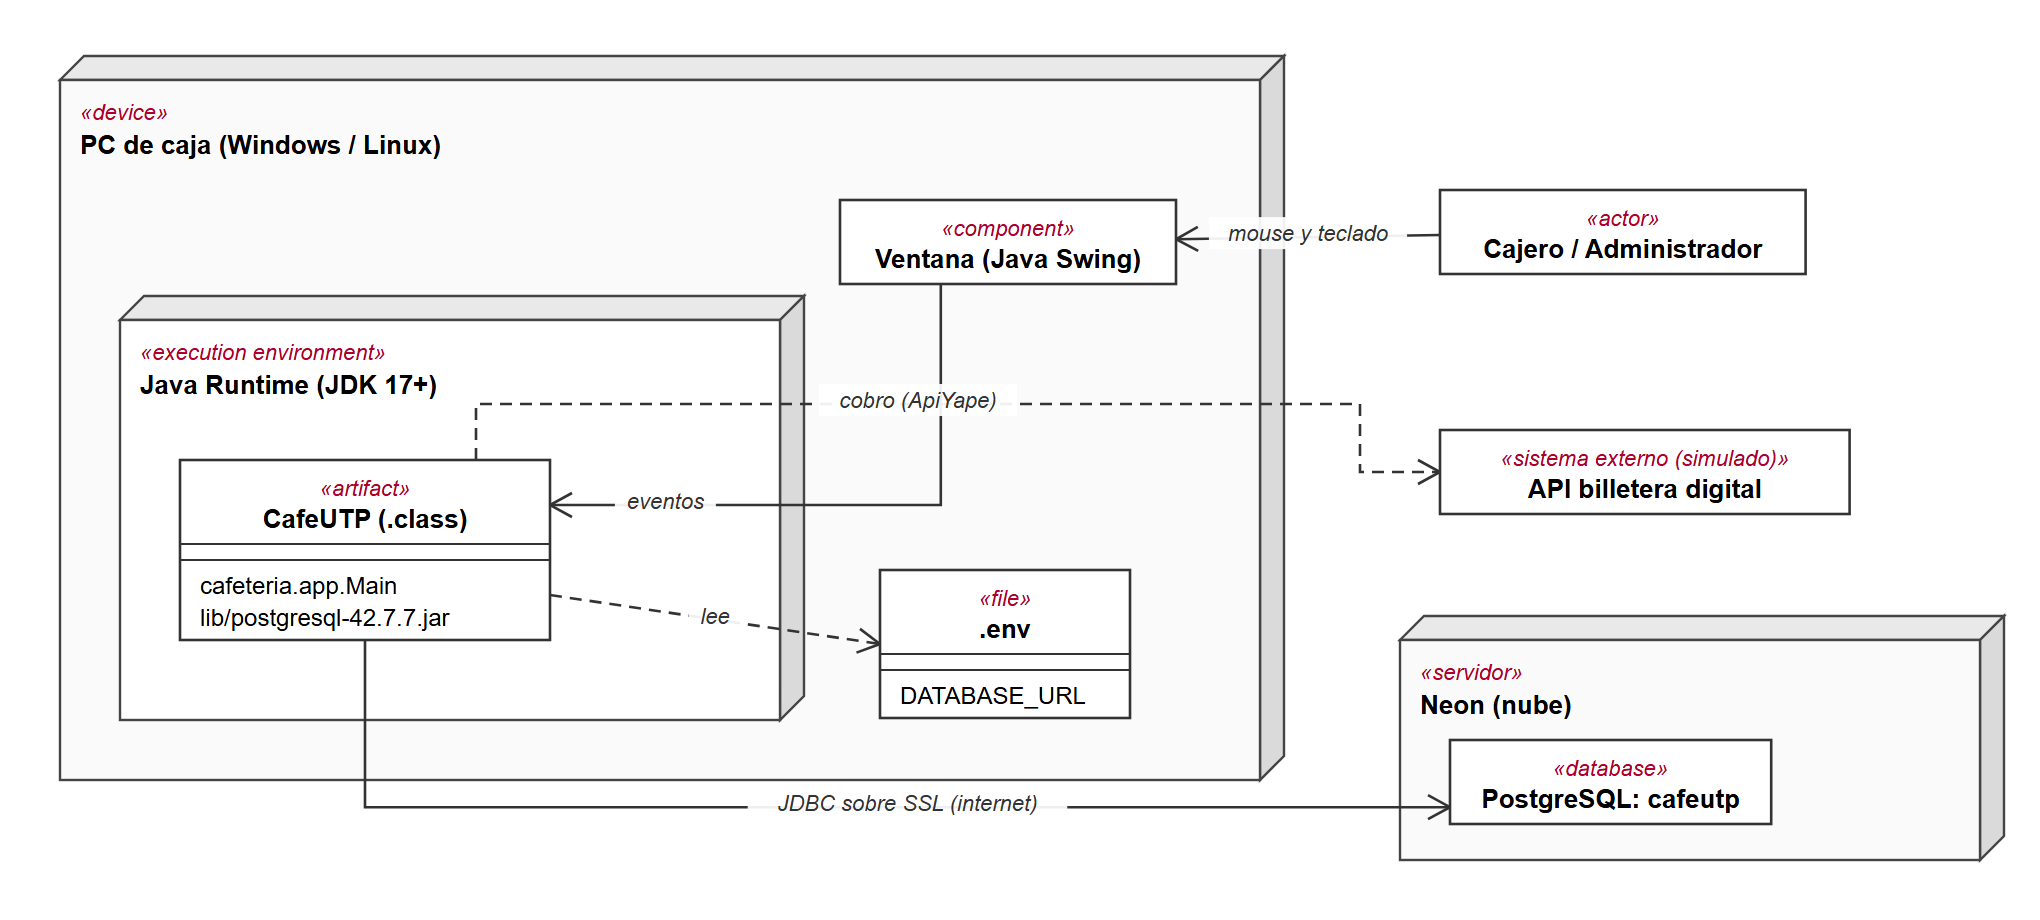 «device»
PC de caja (Windows / Linux)
«component»
Ventana (Java Swing)
mouse y teclado
«actor»
Cajero / Administrador
«execution environment»
Java Runtime (JDK 17+)
cobro (ApiYape)
«sistema externo (simulado)»
API billetera digital
«artifact»
CafeUTP (.class)
eventos
cafeteria.app.Main
lib/postgresql-42.7.7.jar
lee
«file»
.env
DATABASE_URL
«servidor»
Neon (nube)
«database»
PostgreSQL: cafeutp
JDBC sobre SSL (internet)